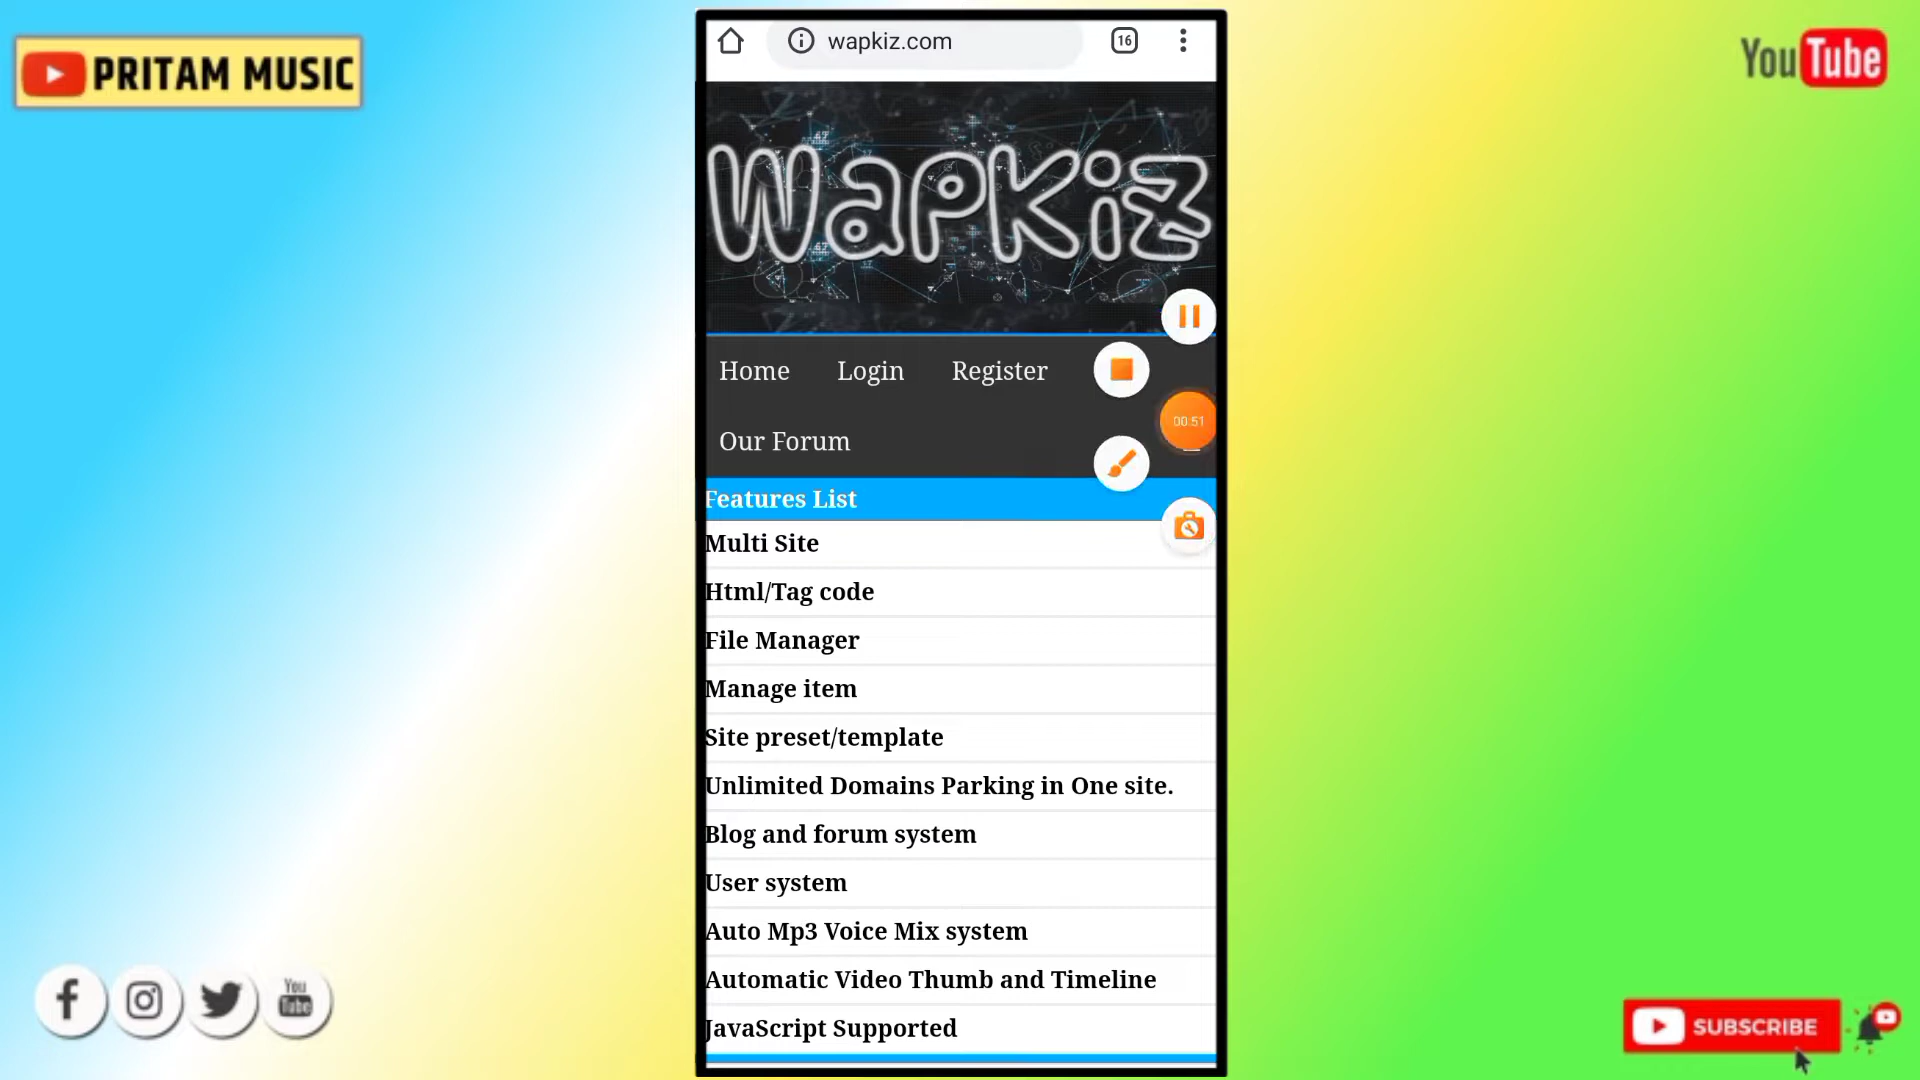 PRITAM MUSIC
YouTube
wapkiz.com
16
WapKiz
Home Login Register
00:51
Our Forum
Features List
Multi Site
Html/Tag code
File Manager
Manage item
Site preset/template
Unlimited Domains Parking in One site.
Blog and forum system
User system
Auto Mp3 Voice Mix system
Automatic Video Thumb and Timeline
JavaScript Supported
You
Tube
SUBSCRIBE